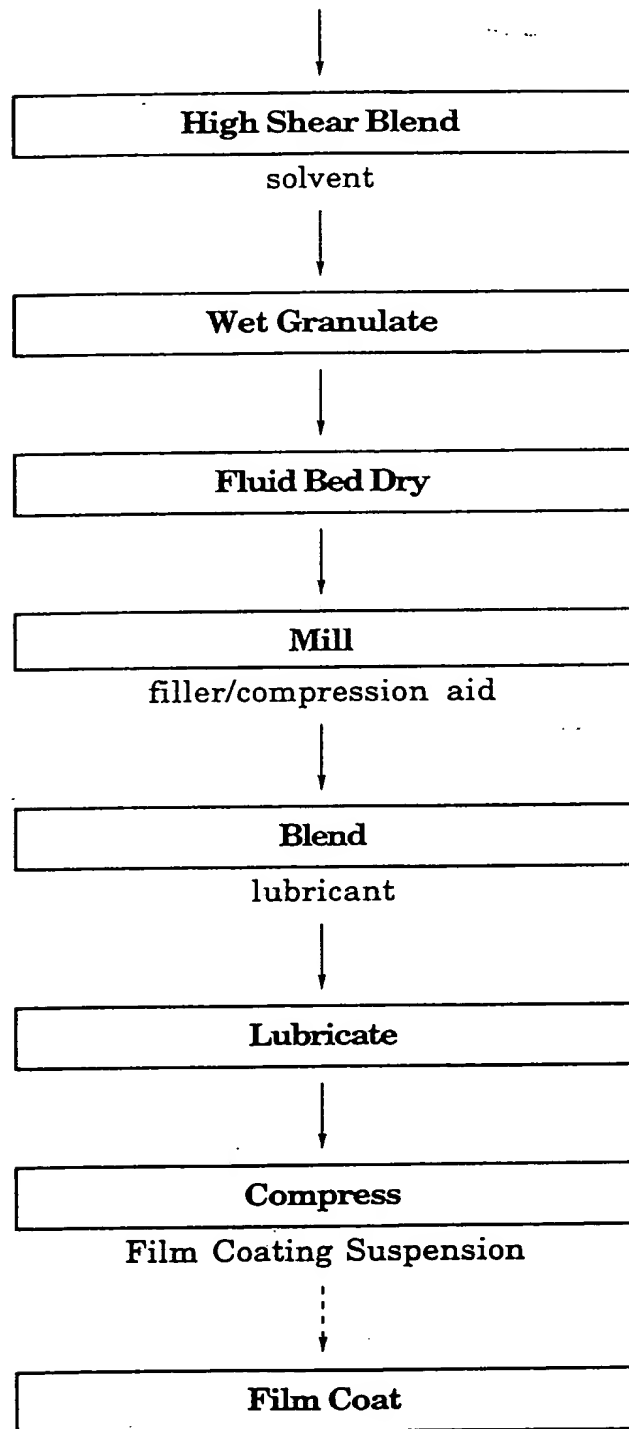 High Shear Blend
solvent
Wet Granulate
Fluid Bed Dry
Mill
filler/compression aid
Blend
lubricant
Lubricate
Compress
Film Coating Suspension
Film Coat